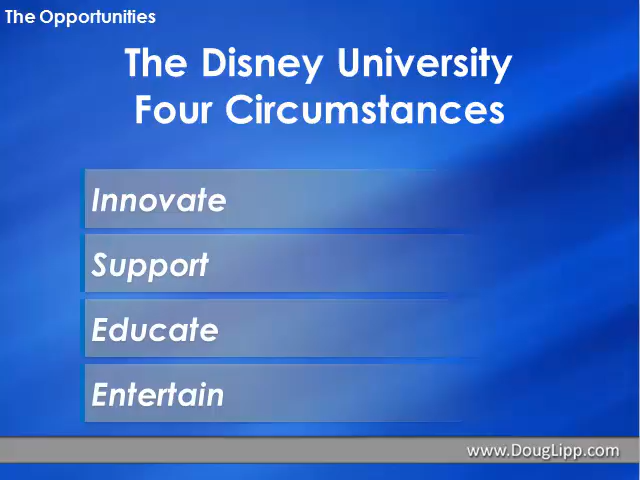 The Opportunities
The Disney University
Four Circumstances
Innovate
Support
Educate
Entertain
www.DougLipp.com